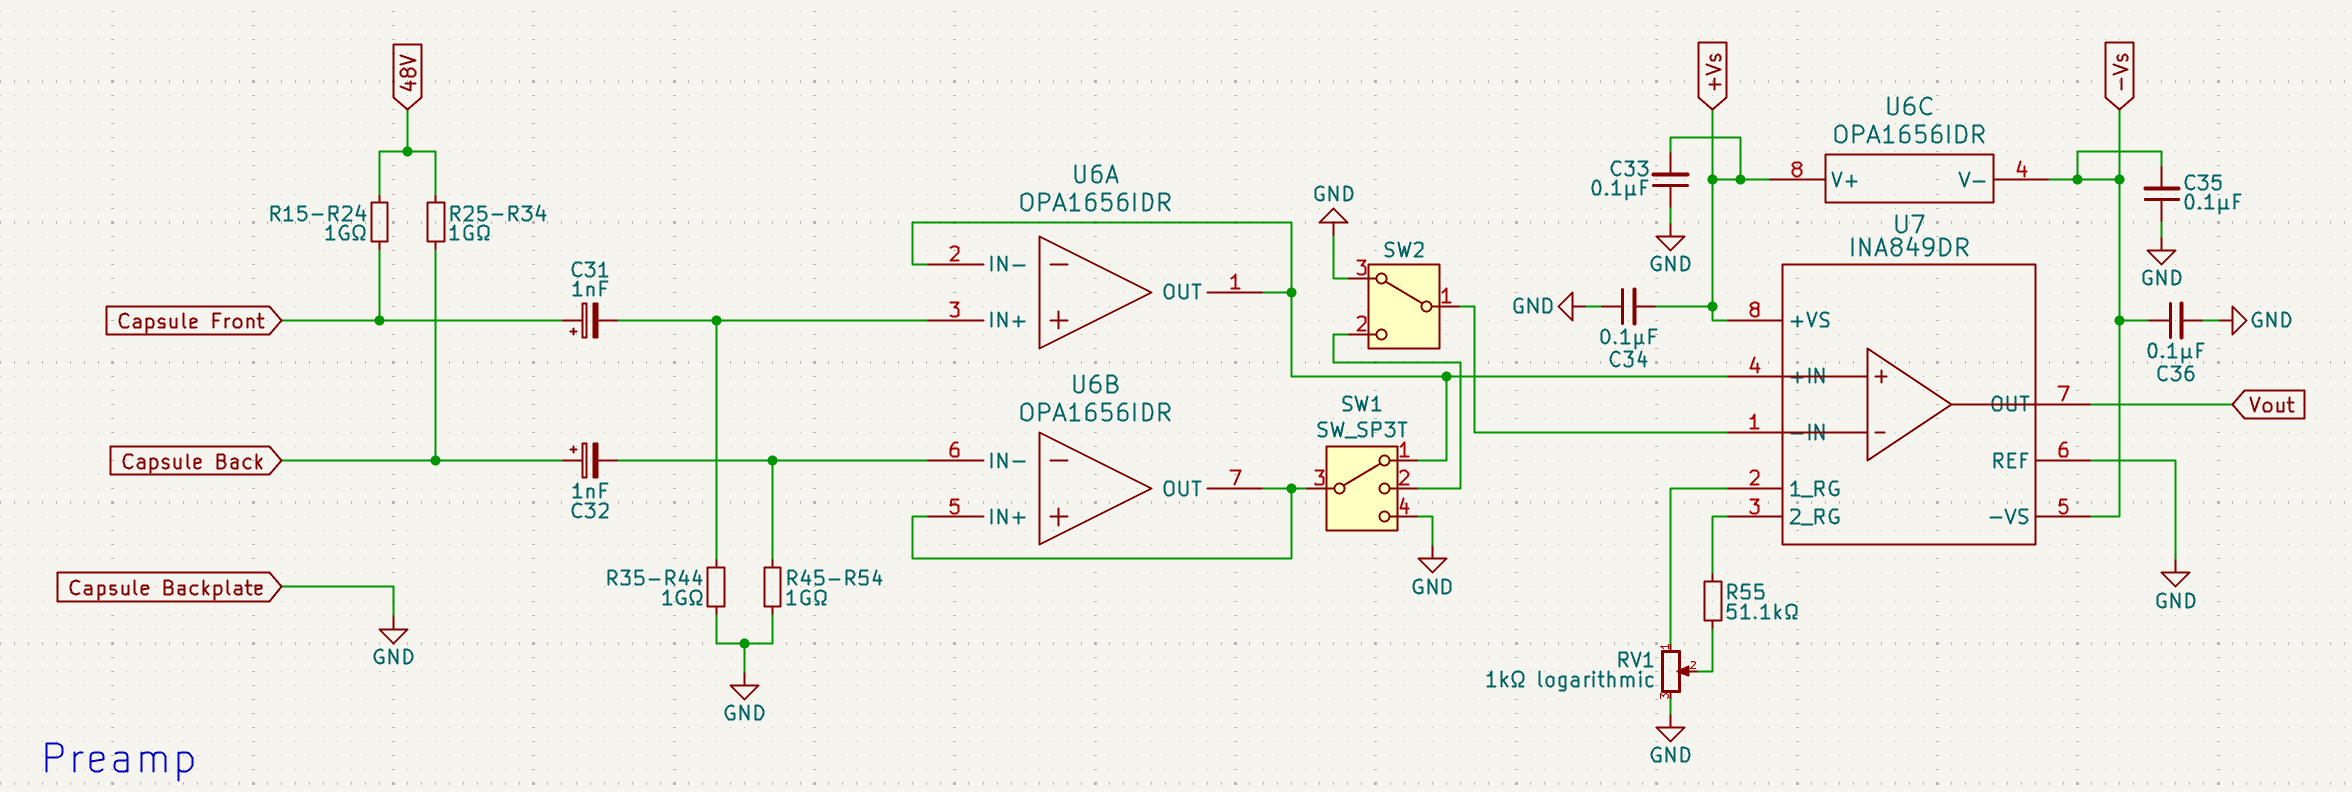 48V
R15-R24
1GΩ
R25-R34
1GΩ
Capsule Front
C31
1nF
+
Capsule Back
+
1nF
C32
Capsule Backplate
GND
R35-R44
1GΩ
R45-R54
1GΩ
GND
Preamp
U6A
OPA1656IDR
2 IN- −
3 IN+ +
OUT 1
U6B
OPA1656IDR
6 IN- −
5 IN+ +
OUT 7
GND
SW2
3
1
2
SW1
SW_SP3T
1
3 2
4
GND
+Vs
-Vs
U6C
OPA1656IDR
8 V+ V- 4
C33
0.1µF
GND
C35
0.1µF
GND
U7
INA849DR
GND
0.1µF
C34
8 +VS
4 +IN +
1 -IN −
2 1_RG
3 2_RG
OUT 7
REF 6
-VS 5
GND
0.1µF
C36
Vout
GND
R55
51.1kΩ
RV1
1kΩ logarithmic
1
2
3
GND